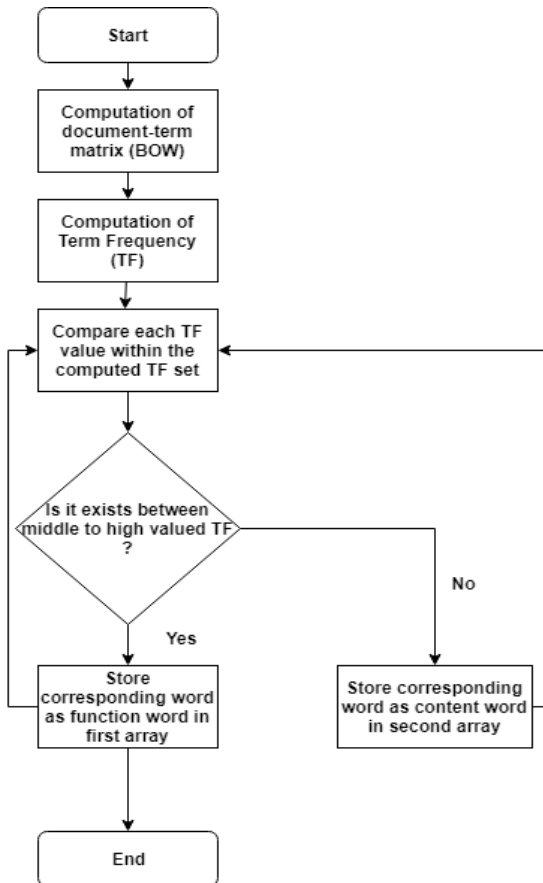 Start
Computation of
document-term
matrix (BOW)
Computation of
Term Frequency
(TF)
Compare each TF
value within the
computed TF set
Is it exists between
middle to high valued TF
?
No
Yes
Store
corresponding word
as function word in
first array
Store corresponding
word as content word
in second array
End